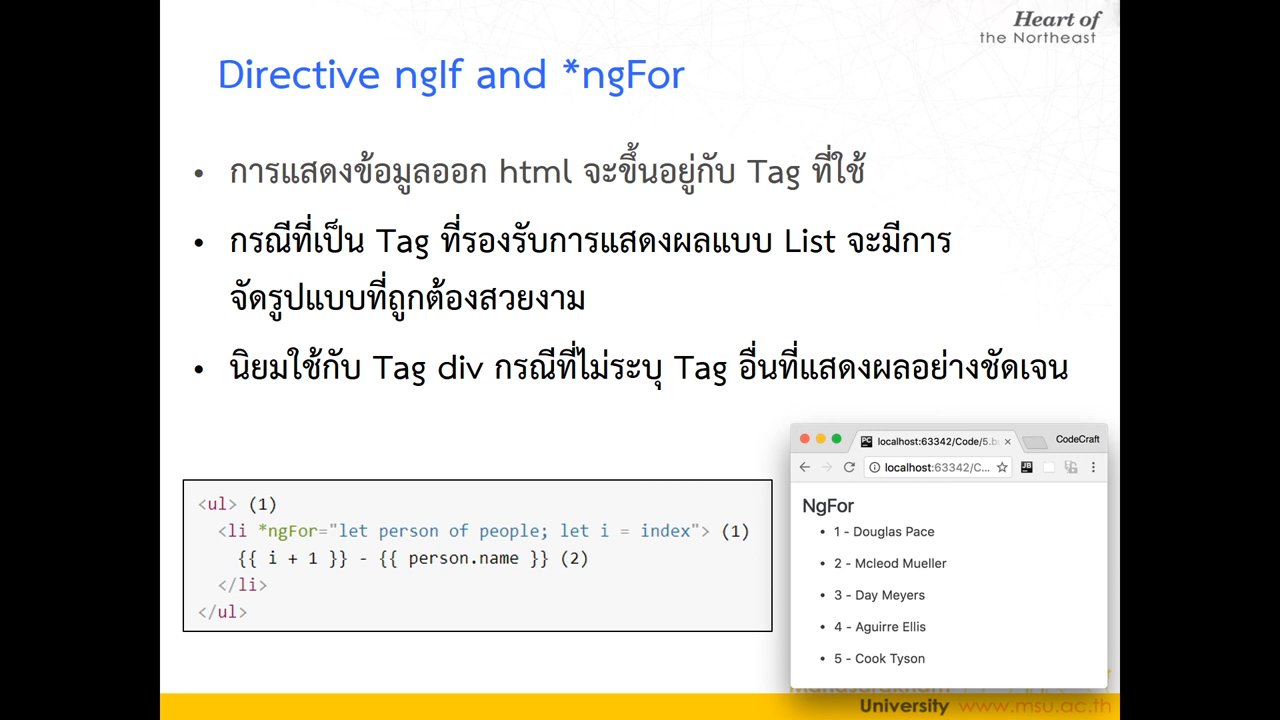 Heart of
the Northeast
Directive ngIf and *ngFor
• การแสดงข้อมูลออก html จะขึ้นอยู่กับ Tag ที่ใช้
• กรณีที่เป็น Tag ที่รองรับการแสดงผลแบบ List จะมีการ
จัดรูปแบบที่ถูกต้องสวยงาม
• นิยมใช้กับ Tag div กรณีที่ไม่ระบุ Tag อื่นที่แสดงผลอย่างชัดเจน
<ul> (1)
<li *ngFor="let person of people; let i = index"> (1)
{{ i + 1 }} - {{ person.name }} (2)
</li>
</ul>
PC localhost:63342/Code/5.b × CodeCraft
localhost:63342/C... JB
NgFor
• 1 - Douglas Pace
• 2 - Mcleod Mueller
• 3 - Day Meyers
• 4 - Aguirre Ellis
• 5 - Cook Tyson
University www.msu.ac.th